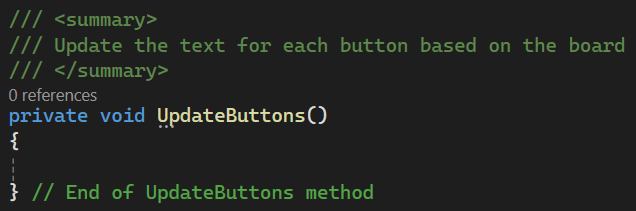 /// <summary>
/// Update the text for each button based on the board
/// </summary>
0 references
private void UpdateButtons()
{
} // End of UpdateButtons method